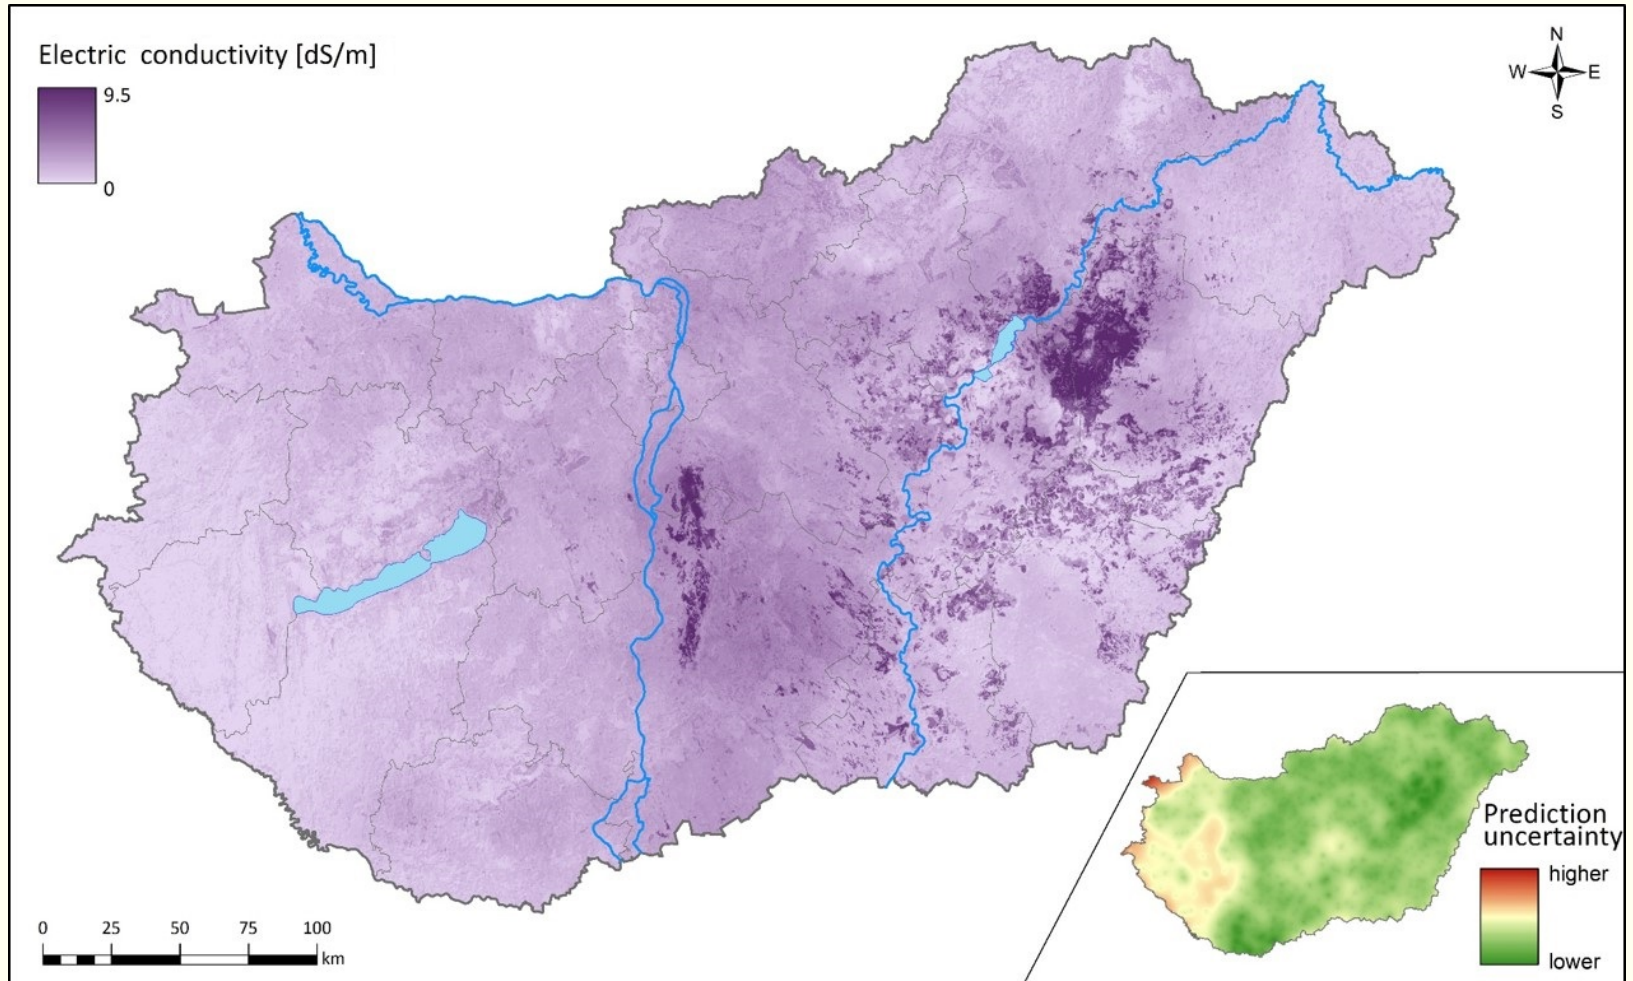 Electric conductivity [dS/m]
9.5
0
N
W E
S
Prediction
uncertainty
higher
lower
0 25 50 75 100
km